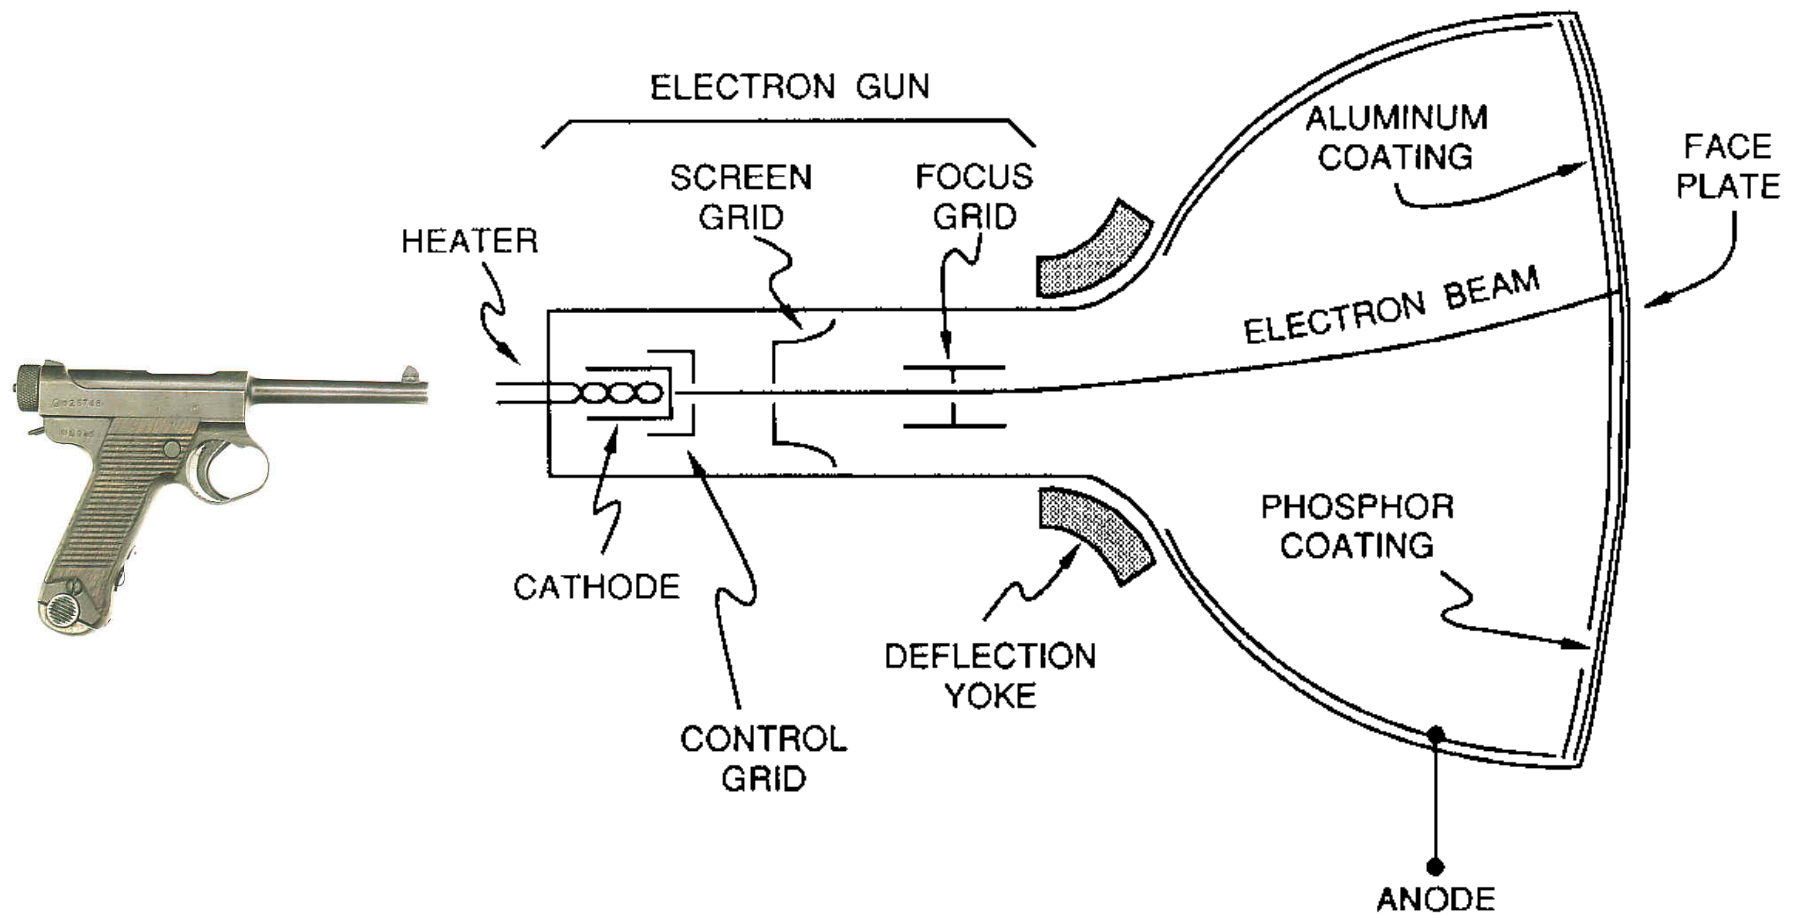 ELECTRON GUN
SCREEN
GRID
FOCUS
GRID
HEATER
ALUMINUM
COATING
FACE
PLATE
ELECTRON BEAM
CATHODE
CONTROL
GRID
DEFLECTION
YOKE
PHOSPHOR
COATING
ANODE